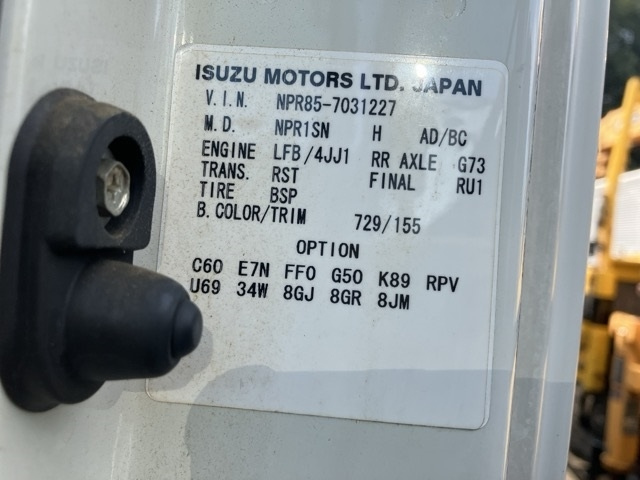 ISUZU MOTORS LTD. JAPAN
V.I.N. NPR85-7031227
M.D. NPR1SN H AD/BC
ENGINE LFB/4JJ1 RR AXLE G73
TRANS. RST FINAL RU1
TIRE BSP
B.COLOR/TRIM 729/155
OPTION
C60 E7N FF0 G50 K89 RPV
U69 34W 8GJ 8GR 8JM